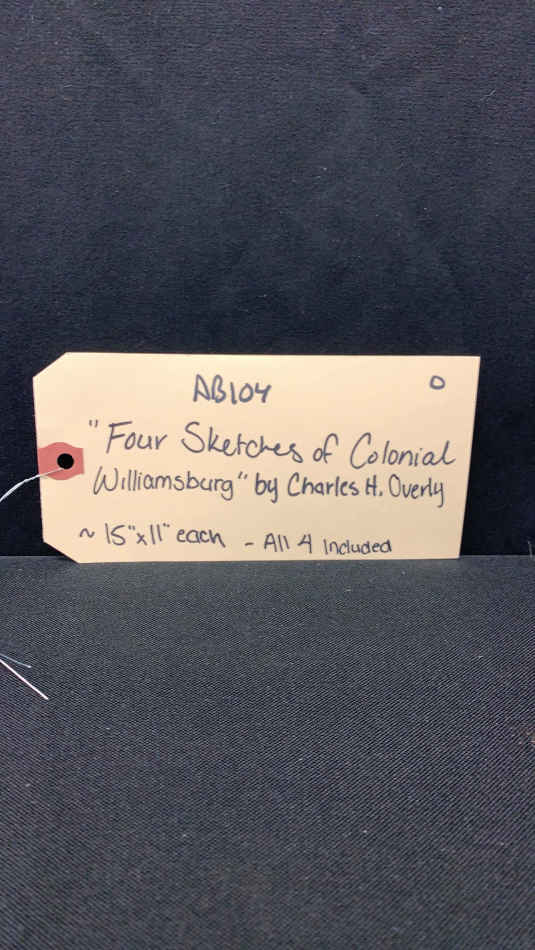 AB104 O
"Four Sketches of Colonial
Williamsburg" by Charles H. Overly
~ 15"x11" each - All 4 Included